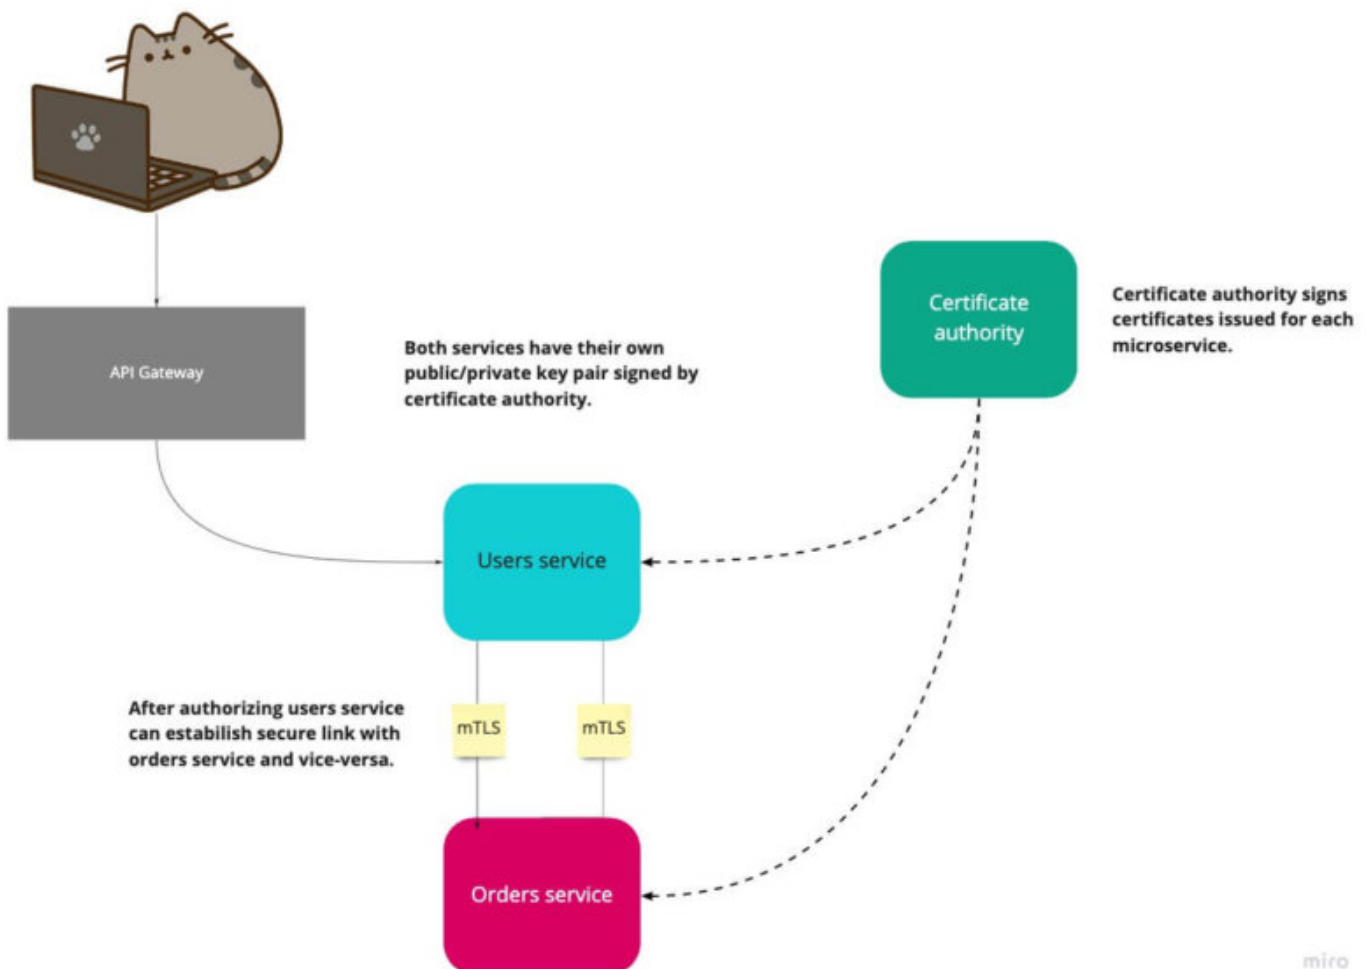 Certificate
authority
Certificate authority signs
certificates issued for each
microservice.
API Gateway
Both services have their own
public/private key pair signed by
certificate authority.
Users service
After authorizing users service
can estabilish secure link with
orders service and vice-versa.
mTLS
mTLS
Orders service
miro